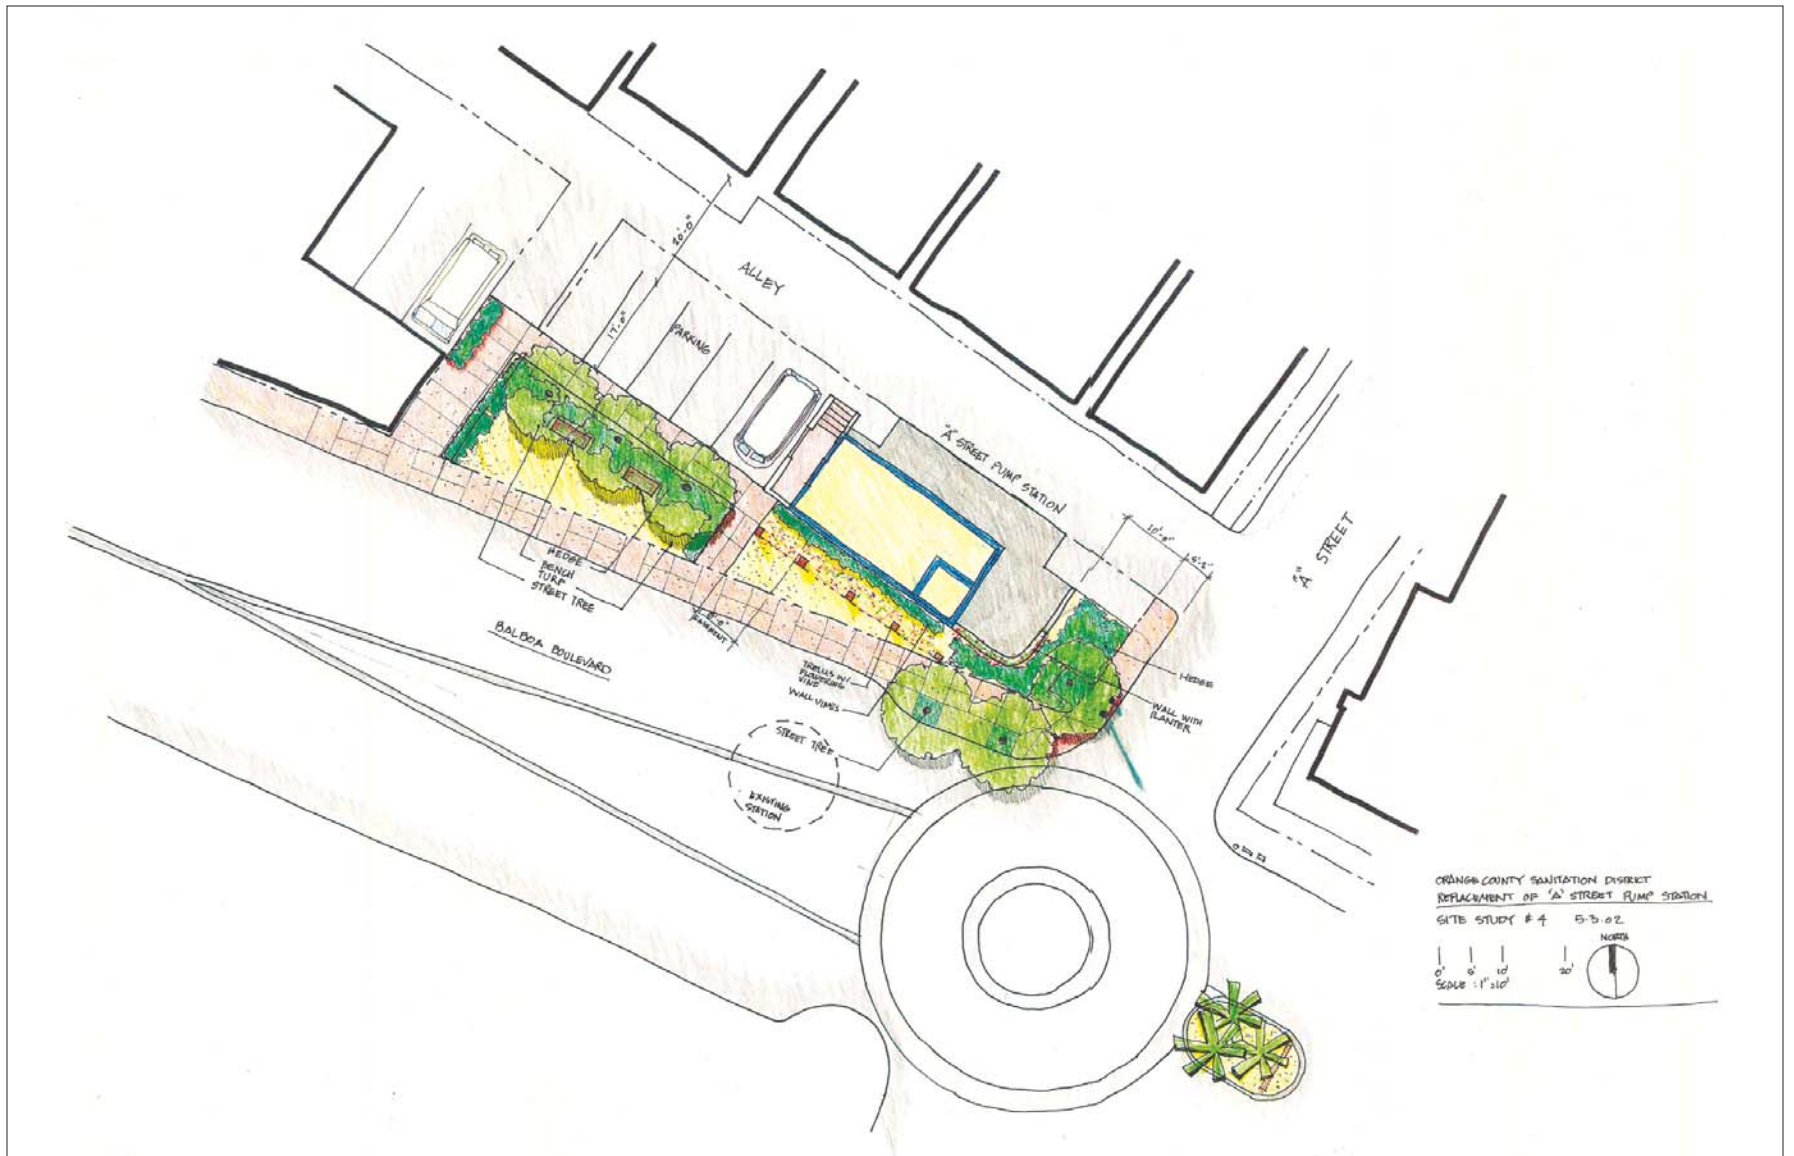 20'-0"
ALLEY
17'-0"
PARKING
"A" STREET PUMP STATION
10'-0"
"A" STREET
HEDGE
BENCH
TURF
STREET TREE
EASEMENT
BALBOA BOULEVARD
TRELLIS W/
FLOWERING
VINE
WALL VINES
HEDGE
WALL WITH
PLANTER
STREET TREE
EXISTING
STATION
ORANGE COUNTY SANITATION DISTRICT
REPLACEMENT OF 'A' STREET PUMP STATION
SITE STUDY #4 5.3.02
NORTH
0' 5' 10' 20'
SCALE : 1"=10'